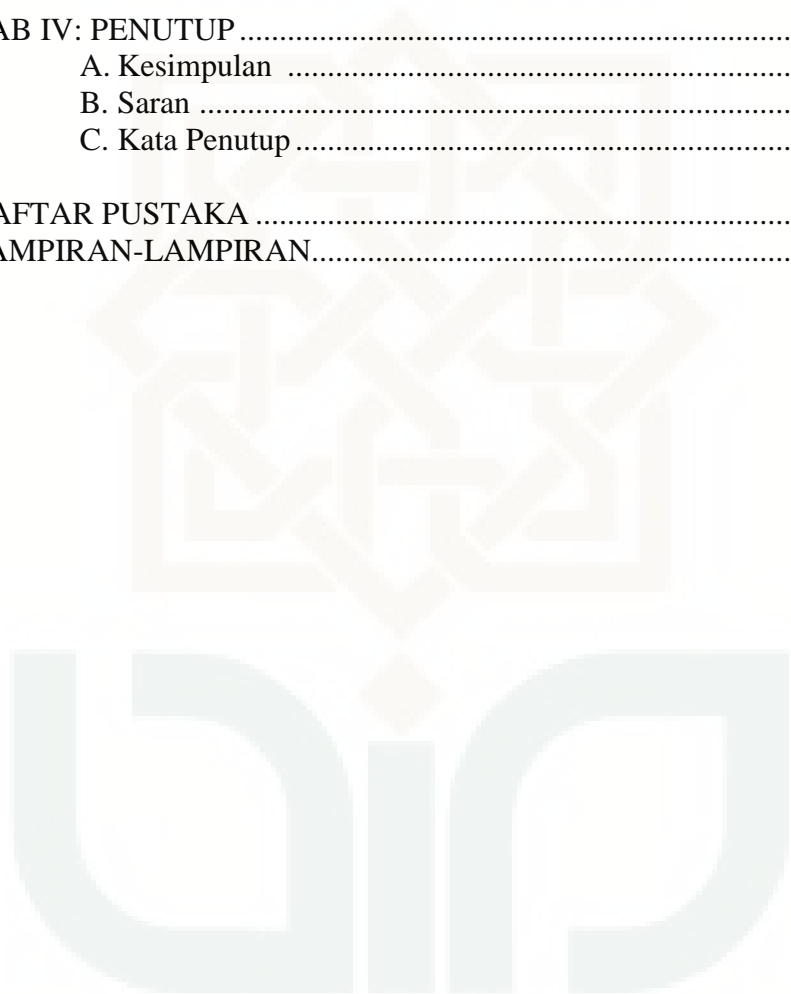 AB IV: PENUTUP ..............................................................................
A. Kesimpulan ..............................................................
B. Saran .........................................................................
C. Kata Penutup .............................................................
AFTAR PUSTAKA ..................................................................
AMPIRAN-LAMPIRAN...........................................................